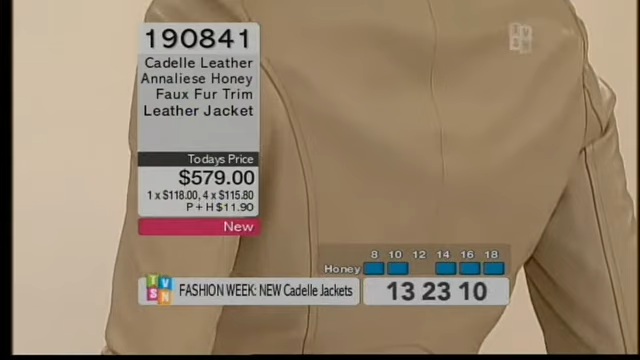 190841
Cadelle Leather
Annaliese Honey
Faux Fur Trim
Leather Jacket
Todays Price
$579.00
1 x $118.00, 4 x $115.80
P + H $11.90
New
TVSN
8 10 12 14 16 18
Honey
TVSN FASHION WEEK: NEW Cadelle Jackets
13 23 10